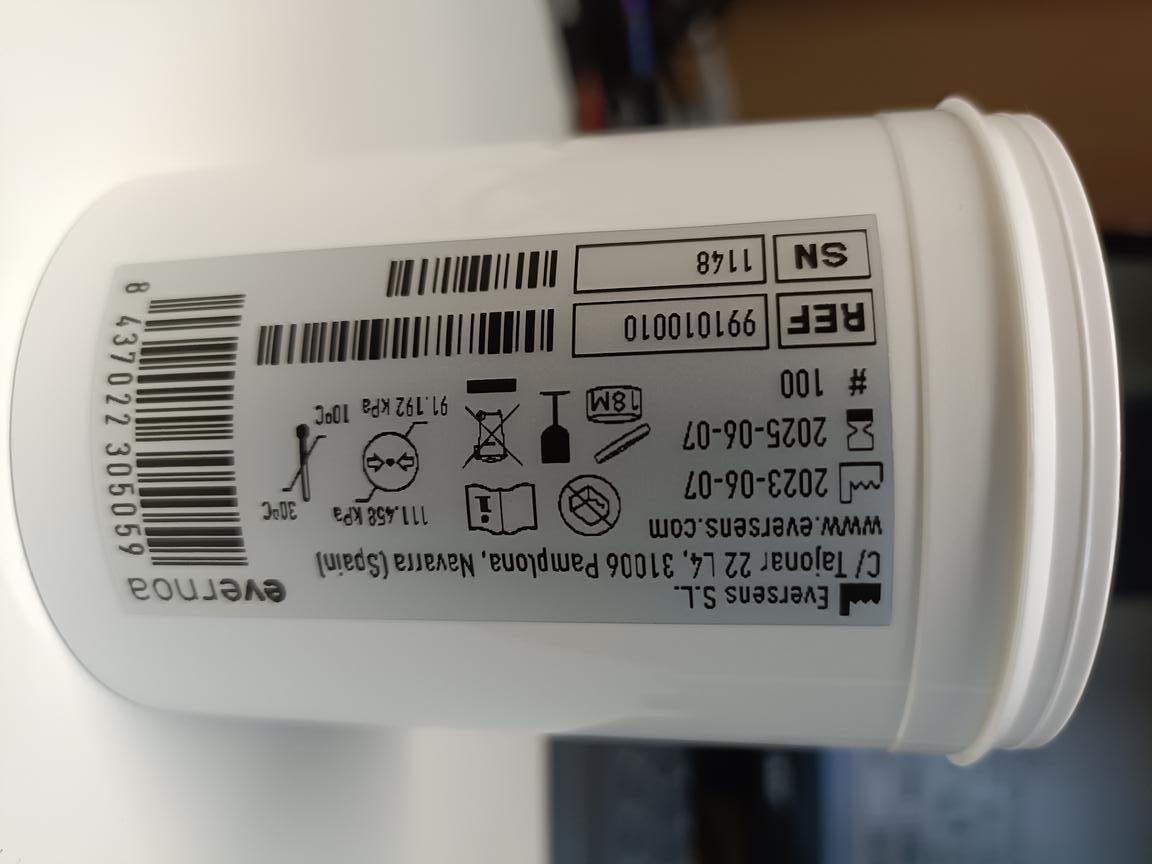 Eversens S.L.
C/ Tajonar 22 L4, 31006 Pamplona, Navarra (Spain)
www.eversens.com
2023-06-07
2025-06-07
# 100
18M
111.458 kPa
91.192 kPa
30ºC
10ºC
REF 991010010
SN 1148
evernoa
8 437022 305059